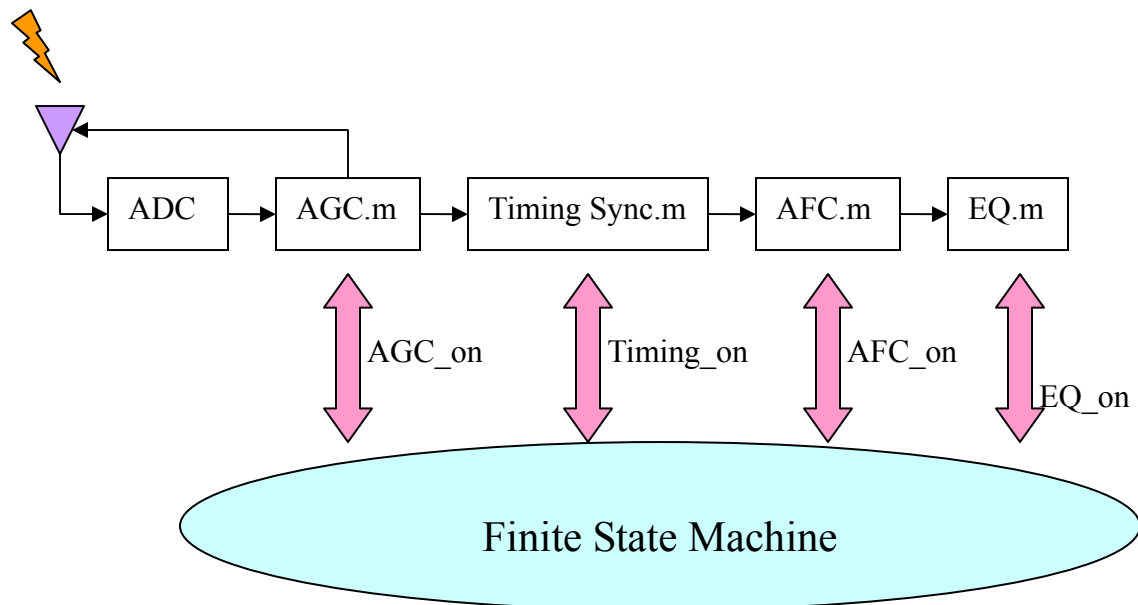 ADC
AGC.m
Timing Sync.m
AFC.m
EQ.m
AGC_on
Timing_on
AFC_on
EQ_on
Finite State Machine